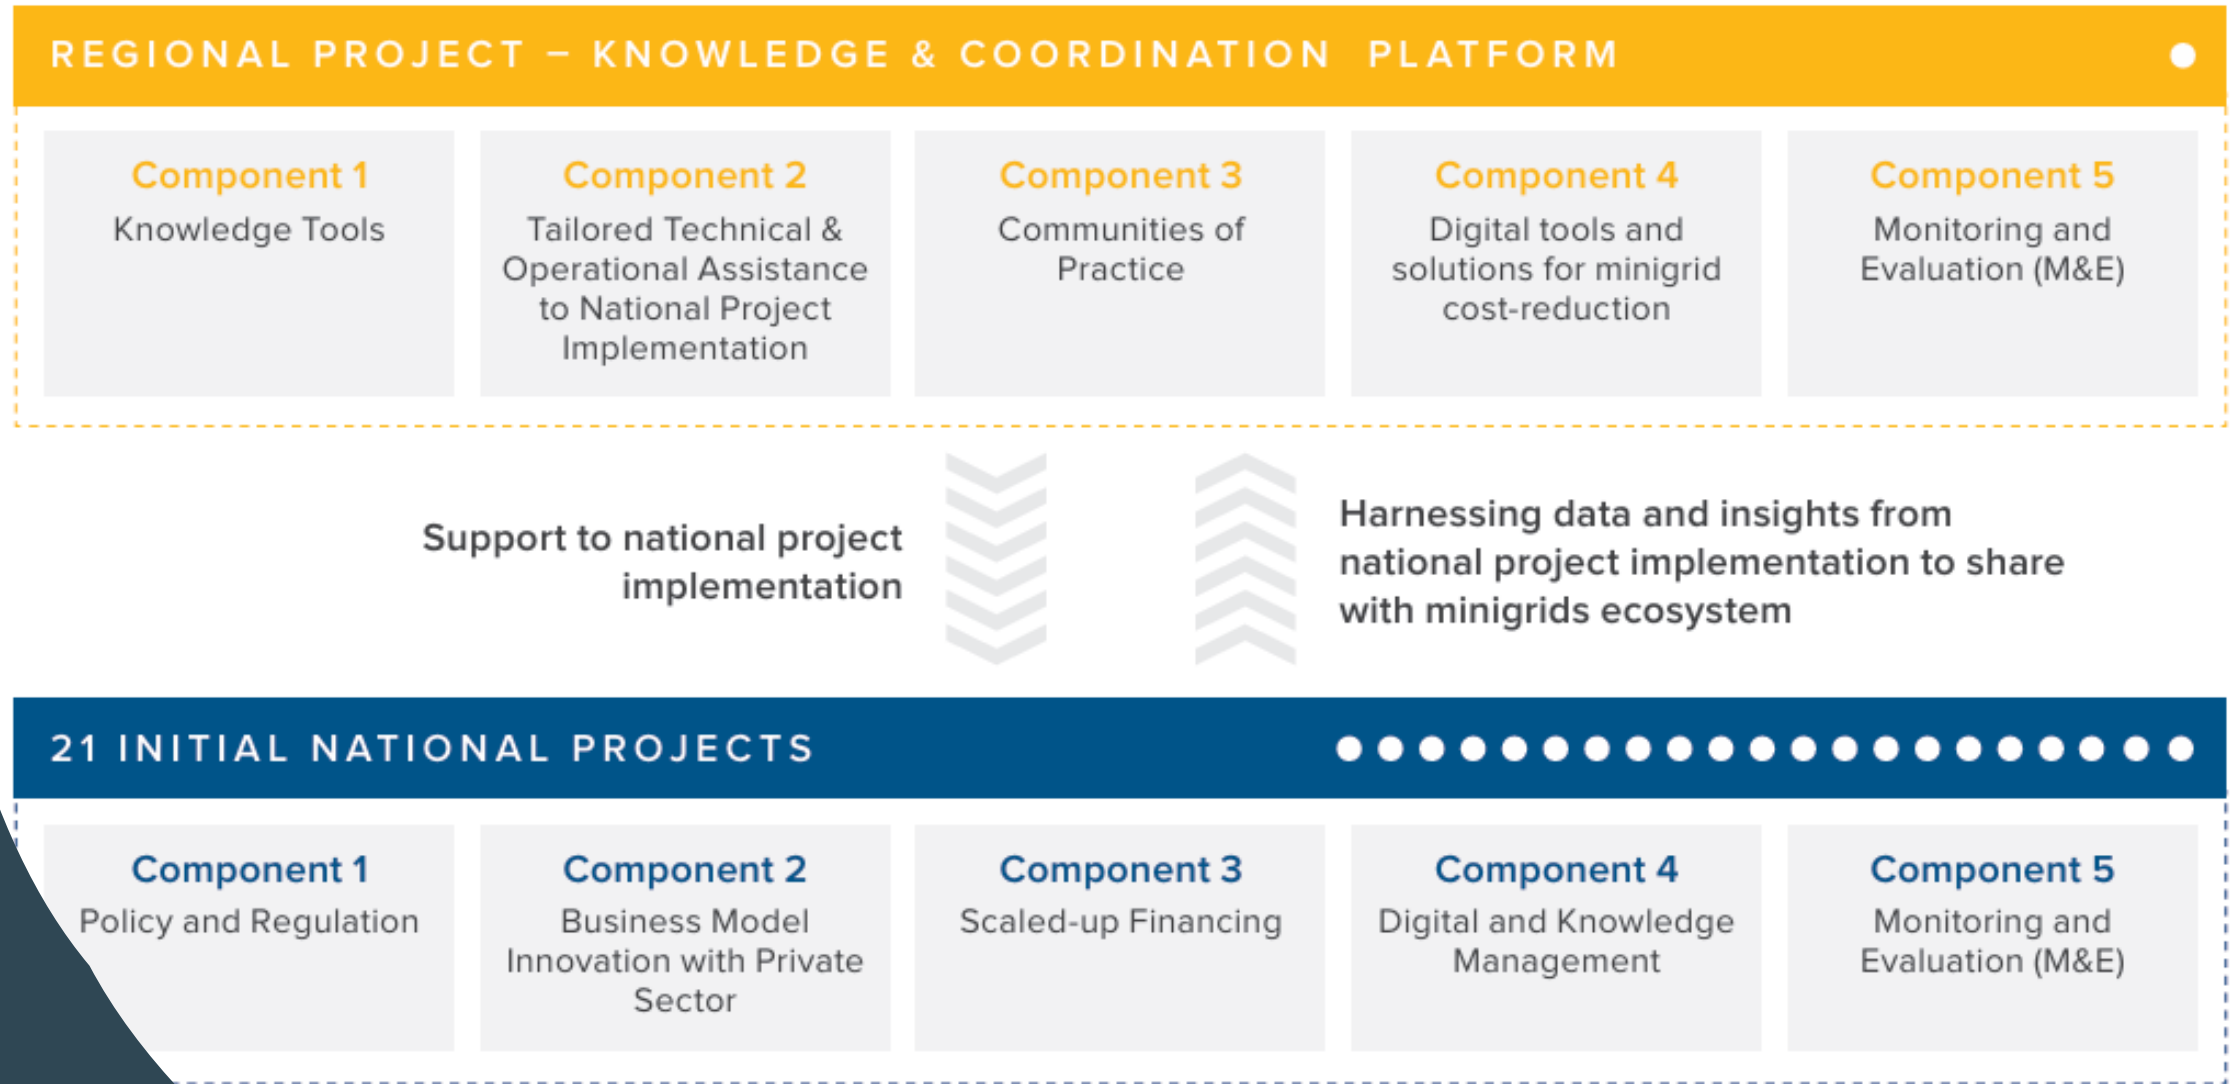 REGIONAL PROJECT – KNOWLEDGE & COORDINATION PLATFORM
Component 1
Knowledge Tools
Component 2
Tailored Technical &
Operational Assistance
to National Project
Implementation
Component 3
Communities of
Practice
Component 4
Digital tools and
solutions for minigrid
cost-reduction
Component 5
Monitoring and
Evaluation (M&E)
Support to national project
implementation
Harnessing data and insights from
national project implementation to share
with minigrids ecosystem
21 INITIAL NATIONAL PROJECTS
Component 1
Policy and Regulation
Component 2
Business Model
Innovation with Private
Sector
Component 3
Scaled-up Financing
Component 4
Digital and Knowledge
Management
Component 5
Monitoring and
Evaluation (M&E)